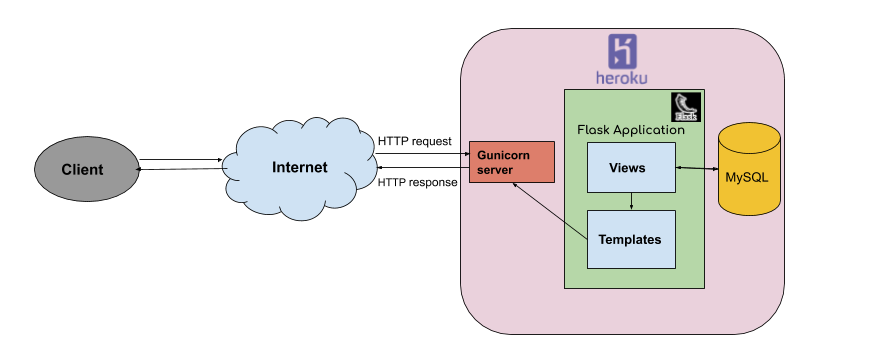 heroku
Flask
Flask Application
HTTP request
Client
Internet
Gunicorn
server
Views
MySQL
HTTP response
Templates